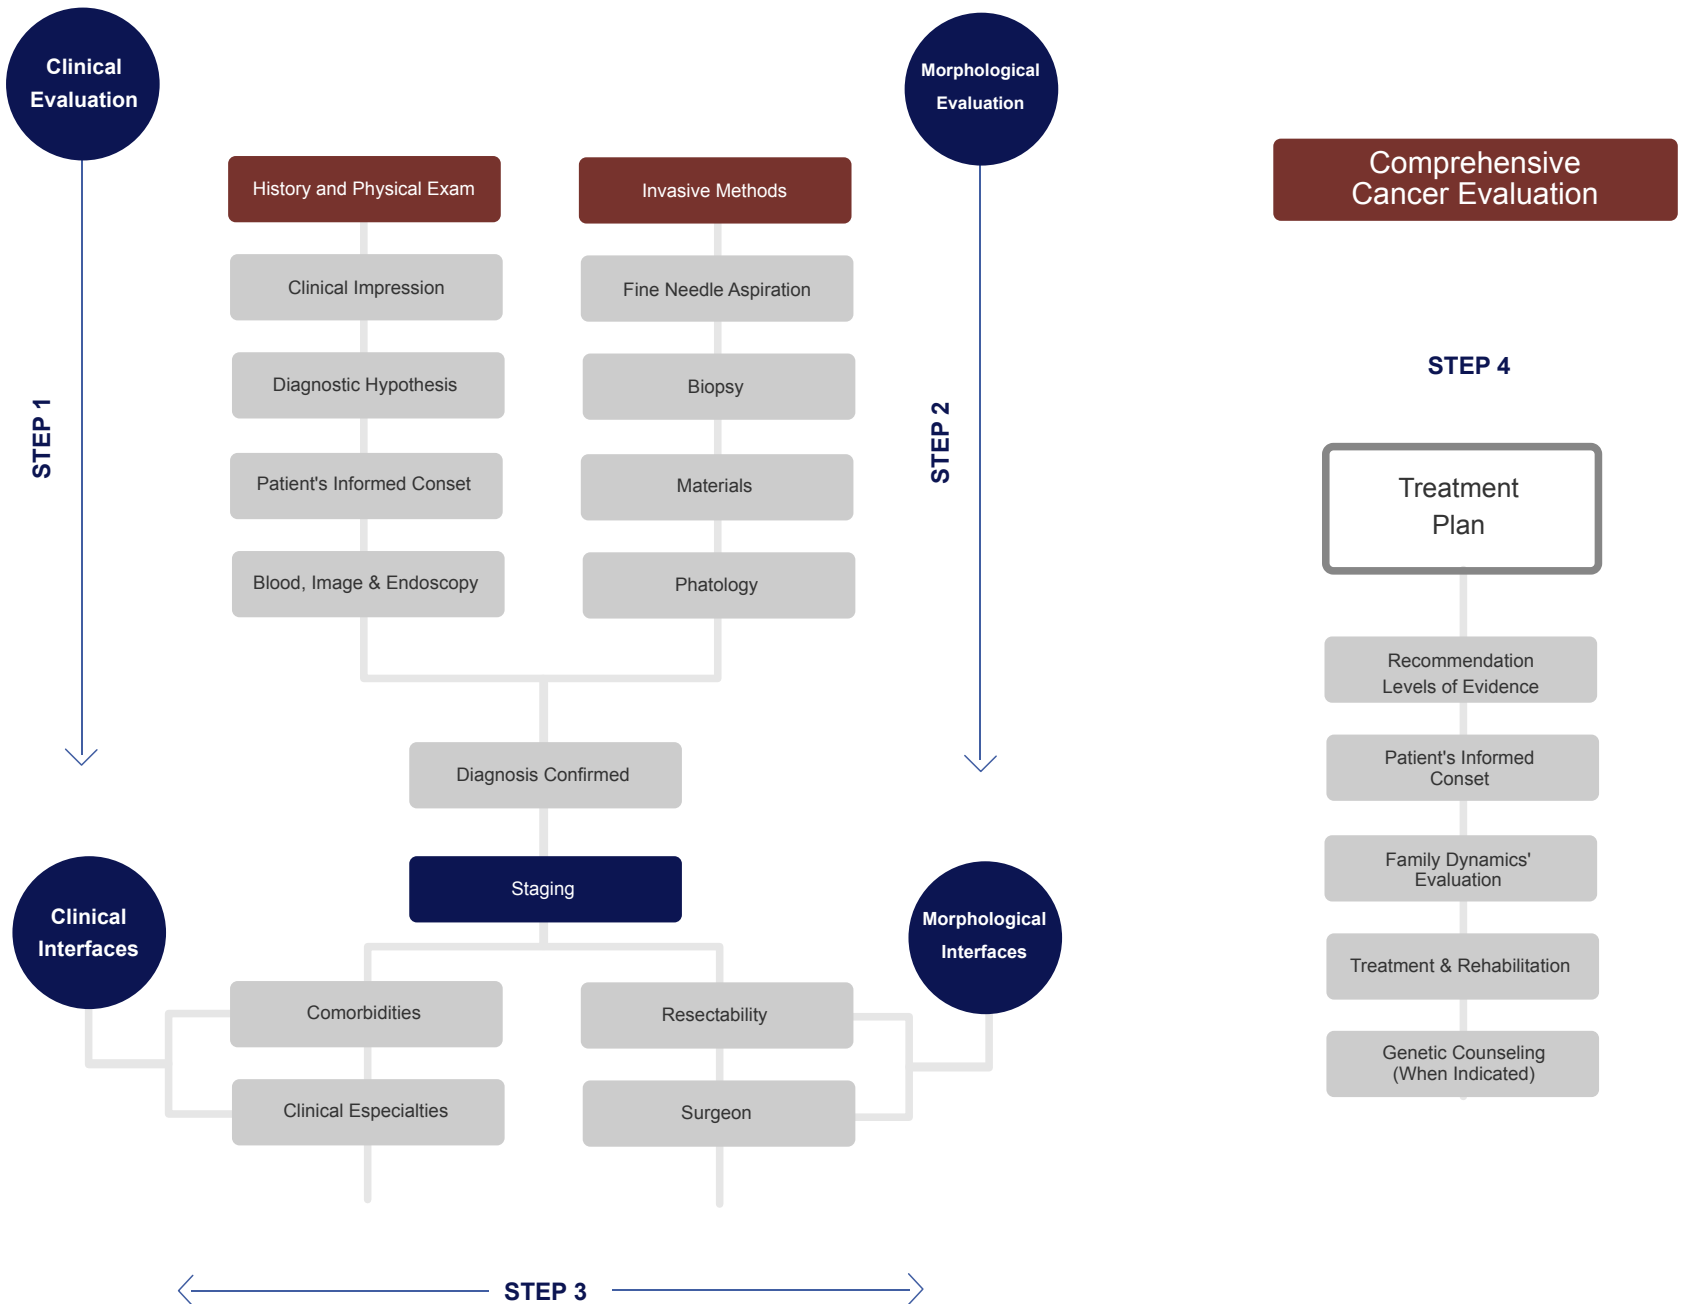 Clinical
Evaluation
Morphological
Evaluation
Comprehensive
Cancer Evaluation
History and Physical Exam
Invasive Methods
Clinical Impression
Fine Needle Aspiration
Diagnostic Hypothesis
Biopsy
Patient's Informed Conset
Materials
Blood, Image & Endoscopy
Phatology
STEP 1
STEP 2
STEP 4
Treatment
Plan
Recommendation
Levels of Evidence
Patient's Informed
Conset
Family Dynamics'
Evaluation
Treatment & Rehabilitation
Genetic Counseling
(When Indicated)
Diagnosis Confirmed
Staging
Clinical
Interfaces
Morphological
Interfaces
Comorbidities
Resectability
Clinical Especialties
Surgeon
STEP 3